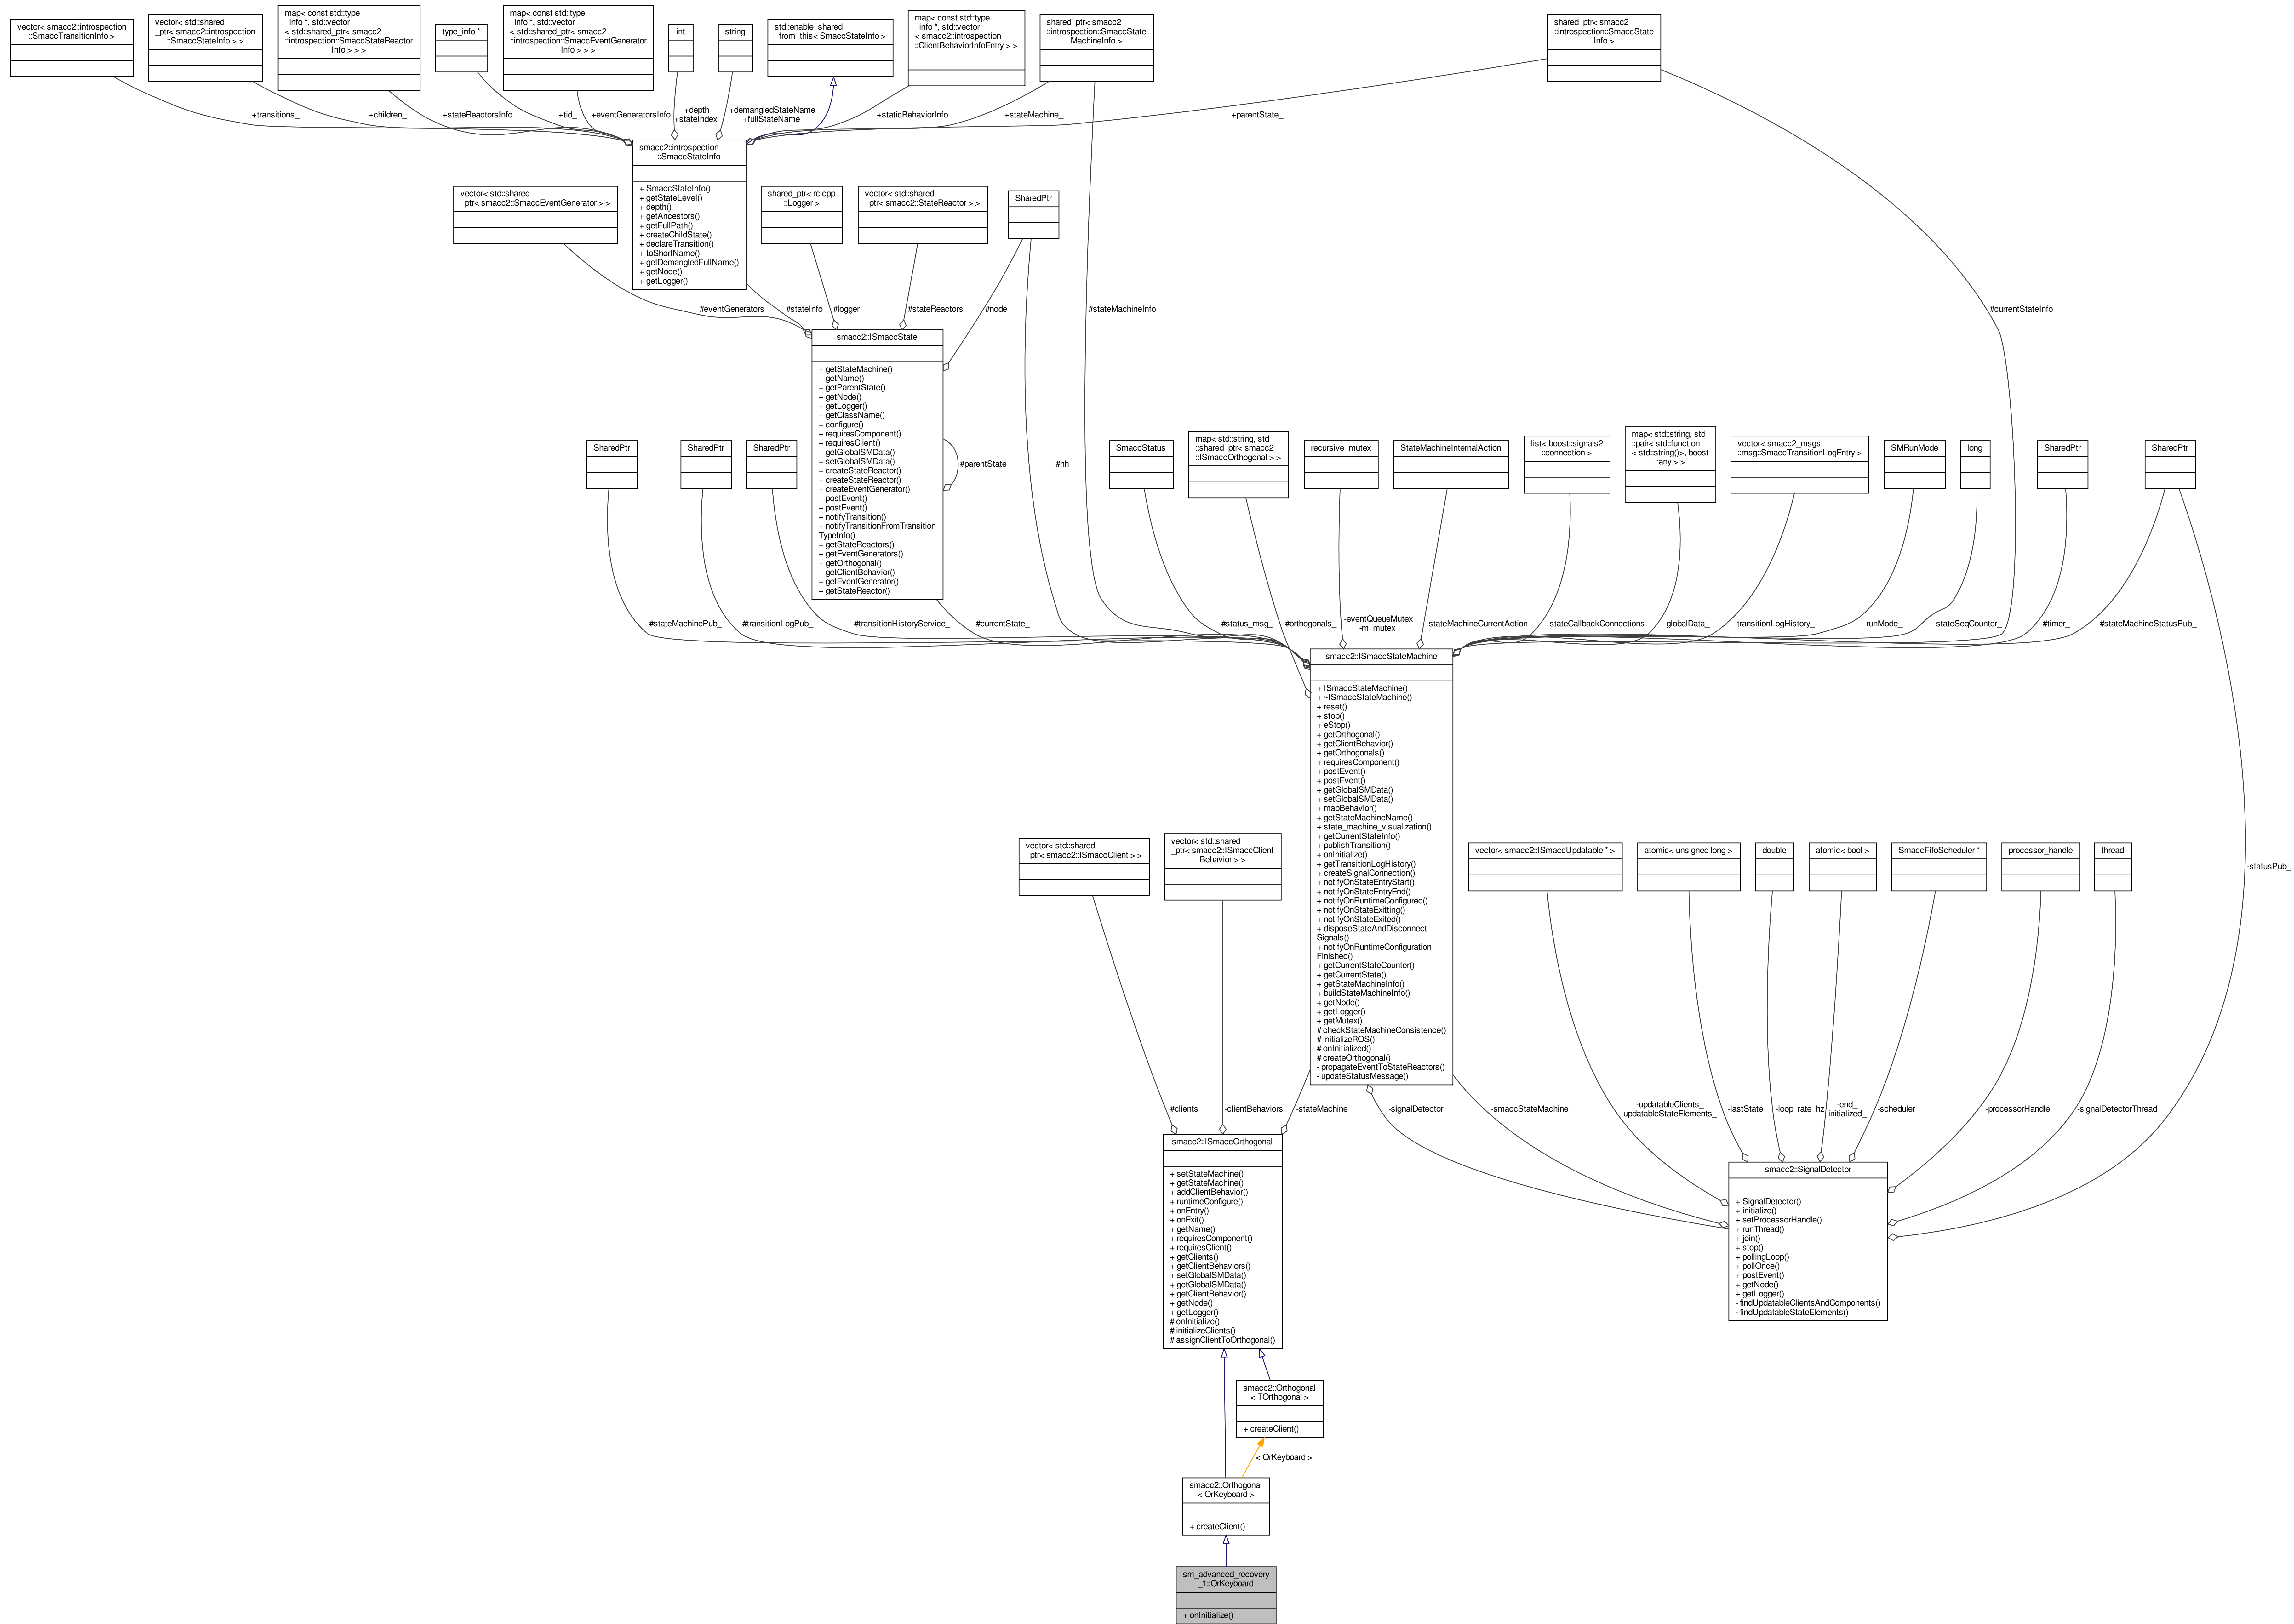 vector< smacc2::introspection
::SmaccTransitionInfo >
vector< std::shared
_ptr< smacc2::introspection
::SmaccStateInfo > >
map< const std::type
_info *, std::vector
< std::shared_ptr< smacc2
::introspection::SmaccStateReactor
Info > > >
type_info *
map< const std::type
_info *, std::vector
< std::shared_ptr< smacc2
::introspection::SmaccEventGenerator
Info > > >
int
string
std::enable_shared
_from_this< SmaccStateInfo >
map< const std::type
_info *, std::vector
< smacc2::introspection
::ClientBehaviorInfoEntry > >
shared_ptr< smacc2
::introspection::SmaccState
MachineInfo >
shared_ptr< smacc2
::introspection::SmaccState
Info >
+transitions_
+children_
+stateReactorsInfo
+tid_
+eventGeneratorsInfo
+depth_
+stateIndex_
+demangledStateName
+fullStateName
+staticBehaviorInfo
+stateMachine_
+parentState_
smacc2::introspection
::SmaccStateInfo
+ SmaccStateInfo()
+ getStateLevel()
+ depth()
+ getAncestors()
+ getFullPath()
+ createChildState()
+ declareTransition()
+ toShortName()
+ getDemangledFullName()
+ getNode()
+ getLogger()
vector< std::shared
_ptr< smacc2::SmaccEventGenerator > >
shared_ptr< rclcpp
::Logger >
vector< std::shared
_ptr< smacc2::StateReactor > >
SharedPtr
#eventGenerators_
#stateInfo_
#logger_
#stateReactors_
#node_
#stateMachineInfo_
#currentStateInfo_
smacc2::ISmaccState
+ getStateMachine()
+ getName()
+ getParentState()
+ getNode()
+ getLogger()
+ getClassName()
+ configure()
+ requiresComponent()
+ requiresClient()
+ getGlobalSMData()
+ setGlobalSMData()
+ createStateReactor()
+ createStateReactor()
+ createEventGenerator()
+ postEvent()
+ postEvent()
+ notifyTransition()
+ notifyTransitionFromTransition
TypeInfo()
+ getStateReactors()
+ getEventGenerators()
+ getOrthogonal()
+ getClientBehavior()
+ getEventGenerator()
+ getStateReactor()
#parentState_
#nh_
SharedPtr
SharedPtr
SharedPtr
SmaccStatus
map< std::string, std
::shared_ptr< smacc2
::ISmaccOrthogonal > >
recursive_mutex
StateMachineInternalAction
list< boost::signals2
::connection >
map< std::string, std
::pair< std::function
< std::string()>, boost
::any > >
vector< smacc2_msgs
::msg::SmaccTransitionLogEntry >
SMRunMode
long
SharedPtr
SharedPtr
#stateMachinePub_
#transitionLogPub_
#transitionHistoryService_
#currentState_
#status_msg_
#orthogonals_
-eventQueueMutex_
-m_mutex_
-stateMachineCurrentAction
-stateCallbackConnections
-globalData_
-transitionLogHistory_
-runMode_
-stateSeqCounter_
#timer_
#stateMachineStatusPub_
smacc2::ISmaccStateMachine
+ ISmaccStateMachine()
+ ~ISmaccStateMachine()
+ reset()
+ stop()
+ eStop()
+ getOrthogonal()
+ getClientBehavior()
+ getOrthogonals()
+ requiresComponent()
+ postEvent()
+ postEvent()
+ getGlobalSMData()
+ setGlobalSMData()
+ mapBehavior()
+ getStateMachineName()
+ state_machine_visualization()
+ getCurrentStateInfo()
+ publishTransition()
+ onInitialize()
+ getTransitionLogHistory()
+ createSignalConnection()
+ notifyOnStateEntryStart()
+ notifyOnStateEntryEnd()
+ notifyOnRuntimeConfigured()
+ notifyOnStateExitting()
+ notifyOnStateExited()
+ disposeStateAndDisconnect
Signals()
+ notifyOnRuntimeConfiguration
Finished()
+ getCurrentStateCounter()
+ getCurrentState()
+ getStateMachineInfo()
+ buildStateMachineInfo()
+ getNode()
+ getLogger()
+ getMutex()
# checkStateMachineConsistence()
# initializeROS()
# onInitialized()
# createOrthogonal()
- propagateEventToStateReactors()
- updateStatusMessage()
vector< std::shared
_ptr< smacc2::ISmaccClient > >
vector< std::shared
_ptr< smacc2::ISmaccClient
Behavior > >
vector< smacc2::ISmaccUpdatable * >
atomic< unsigned long >
double
atomic< bool >
SmaccFifoScheduler *
processor_handle
thread
-statusPub_
#clients_
-clientBehaviors_
-stateMachine_
-signalDetector_
-smaccStateMachine_
-updatableClients_
-updatableStateElements_
-lastState_
-loop_rate_hz_
-end_
-initialized_
-scheduler_
-processorHandle_
-signalDetectorThread_
smacc2::ISmaccOrthogonal
+ setStateMachine()
+ getStateMachine()
+ addClientBehavior()
+ runtimeConfigure()
+ onEntry()
+ onExit()
+ getName()
+ requiresComponent()
+ requiresClient()
+ getClients()
+ getClientBehaviors()
+ setGlobalSMData()
+ getGlobalSMData()
+ getClientBehavior()
+ getNode()
+ getLogger()
# onInitialize()
# initializeClients()
# assignClientToOrthogonal()
smacc2::SignalDetector
+ SignalDetector()
+ initialize()
+ setProcessorHandle()
+ runThread()
+ join()
+ stop()
+ pollingLoop()
+ pollOnce()
+ postEvent()
+ getNode()
+ getLogger()
- findUpdatableClientsAndComponents()
- findUpdatableStateElements()
smacc2::Orthogonal
< TOrthogonal >
+ createClient()
< OrKeyboard >
smacc2::Orthogonal
< OrKeyboard >
+ createClient()
sm_advanced_recovery
_1::OrKeyboard
+ onInitialize()